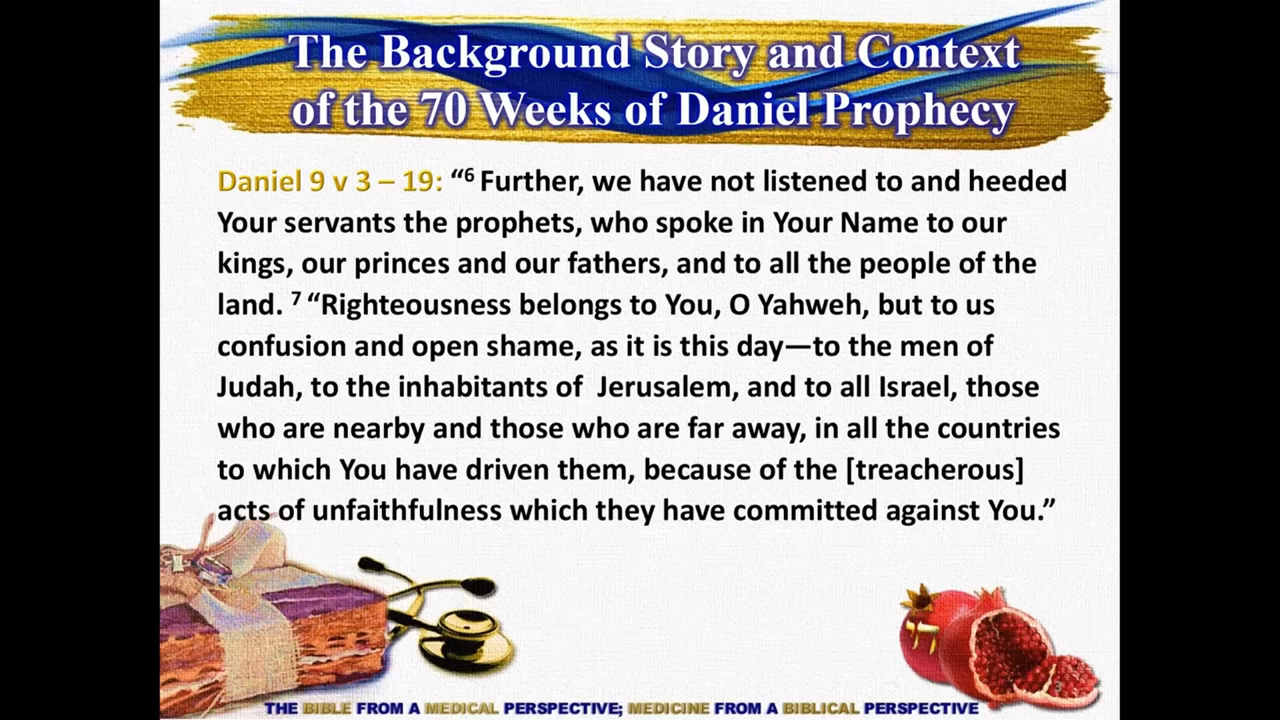 The Background Story and Context
of the 70 Weeks of Daniel Prophecy
Daniel 9 v 3 – 19: “⁶ Further, we have not listened to and heeded
Your servants the prophets, who spoke in Your Name to our
kings, our princes and our fathers, and to all the people of the
land. ⁷ “Righteousness belongs to You, O Yahweh, but to us
confusion and open shame, as it is this day—to the men of
Judah, to the inhabitants of Jerusalem, and to all Israel, those
who are nearby and those who are far away, in all the countries
to which You have driven them, because of the [treacherous]
acts of unfaithfulness which they have committed against You.”
THE BIBLE FROM A MEDICAL PERSPECTIVE; MEDICINE FROM A BIBLICAL PERSPECTIVE